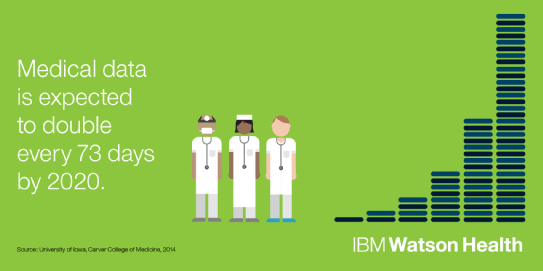 Medical data
is expected
to double
every 73 days
by 2020.
Source: University of Iowa, Carver College of Medicine, 2014
IBM Watson Health